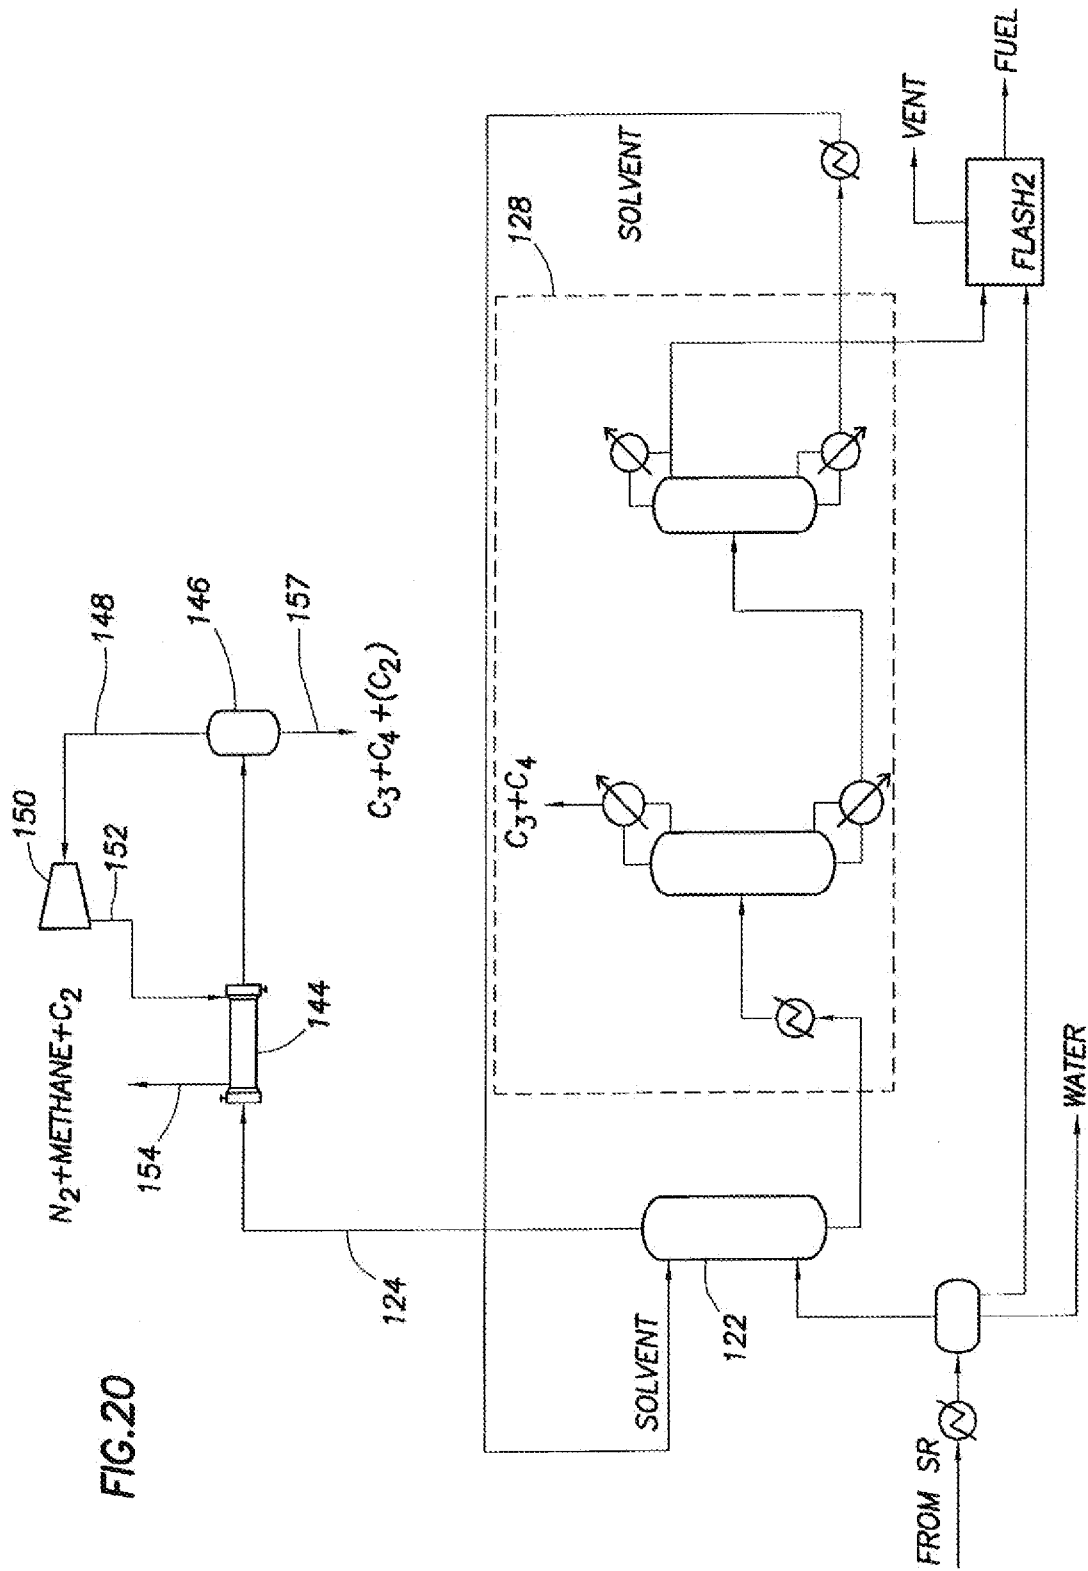 FIG.20
N2+METHANE+C2
150
152
148
146
157
154
144
C3+C4+(C2)
124
128
SOLVENT
C3+C4
SOLVENT
122
VENT
FUEL
FLASH2
FROM SR
WATER